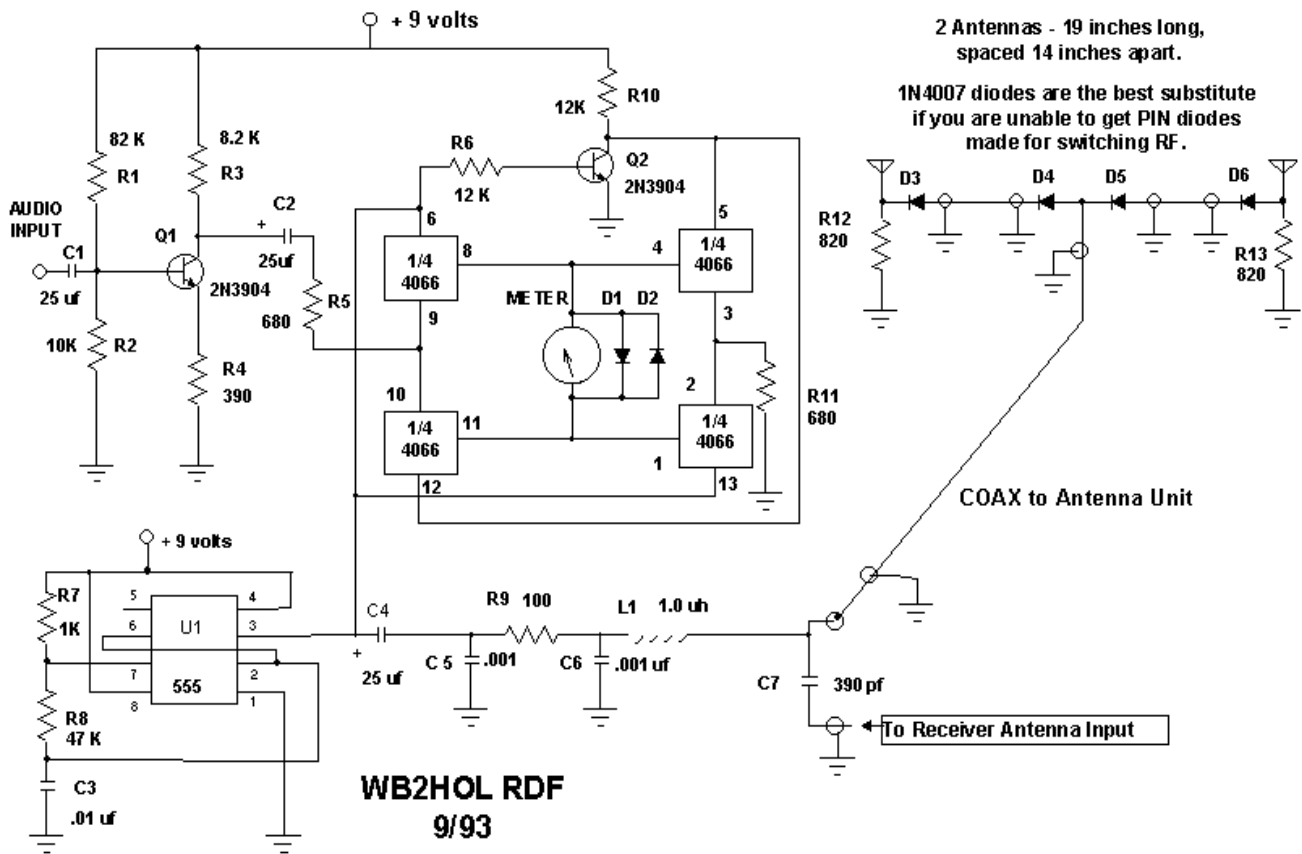 + 9 volts
2 Antennas - 19 inches long,
spaced 14 inches apart.
1N4007 diodes are the best substitute
if you are unable to get PIN diodes
made for switching RF.
82 K
R1
8.2 K
R3
R10
12K
R6
12 K
Q2
2N3904
AUDIO
INPUT
C1
25 uf
Q1
2N3904
C2
+
25uf
R5
680
10K
R2
R4
390
6
1/4
4066
8
9
10
1/4
4066
11
12
METER
D1
D2
5
4
1/4
4066
3
2
1/4
4066
1
13
R11
680
D3
D4
D5
D6
R12
820
R13
820
COAX to Antenna Unit
+ 9 volts
R7
1K
5
6
7
8
U1
555
4
3
2
1
R8
47 K
C3
.01 uf
C4
+
25 uf
C 5
.001
R9
100
C6
.001 uf
L1
1.0 uh
C7
390 pf
To Receiver Antenna Input
WB2HOL RDF
9/93